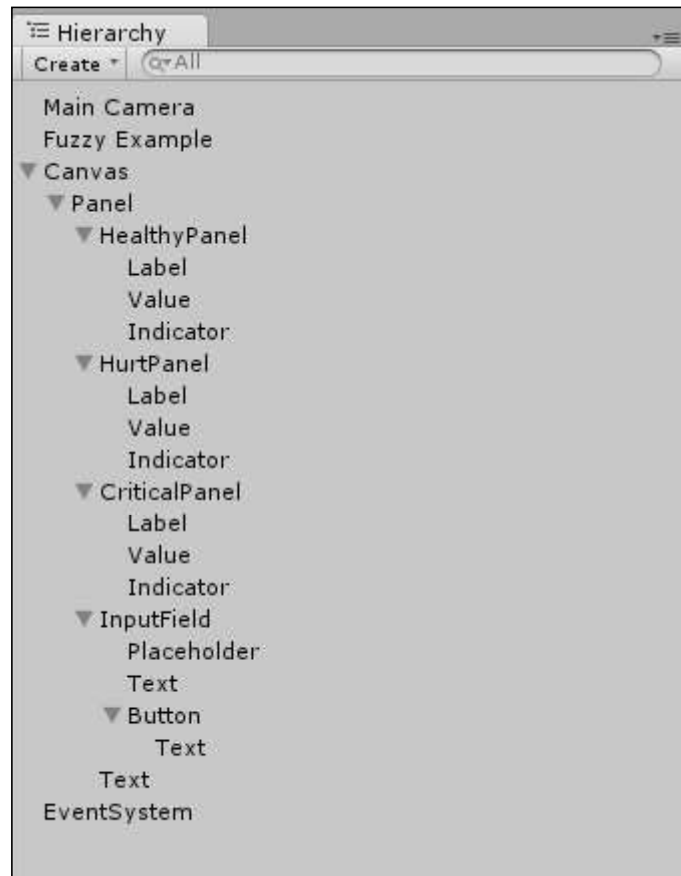 Hierarchy
Create All
Main Camera
Fuzzy Example
Canvas
Panel
HealthyPanel
Label
Value
Indicator
HurtPanel
Label
Value
Indicator
CriticalPanel
Label
Value
Indicator
InputField
Placeholder
Text
Button
Text
Text
EventSystem